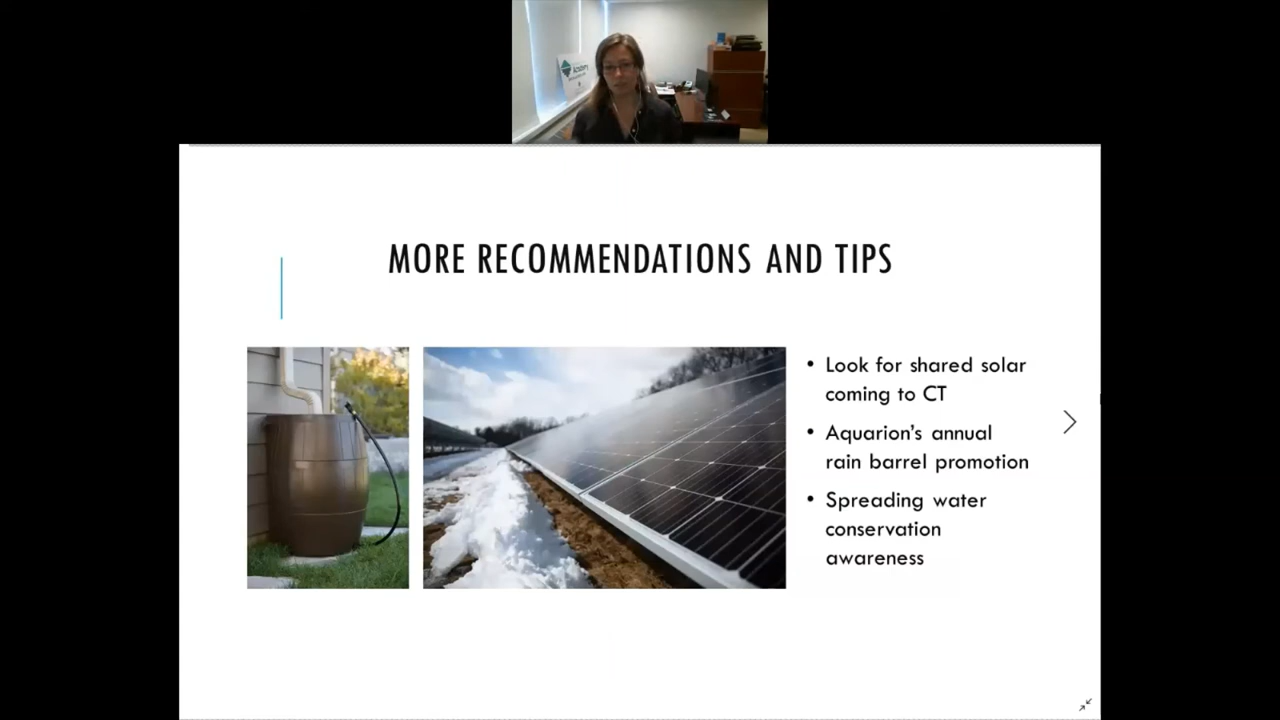 MORE RECOMMENDATIONS AND TIPS
• Look for shared solar
coming to CT
• Aquarion's annual
rain barrel promotion
• Spreading water
conservation
awareness